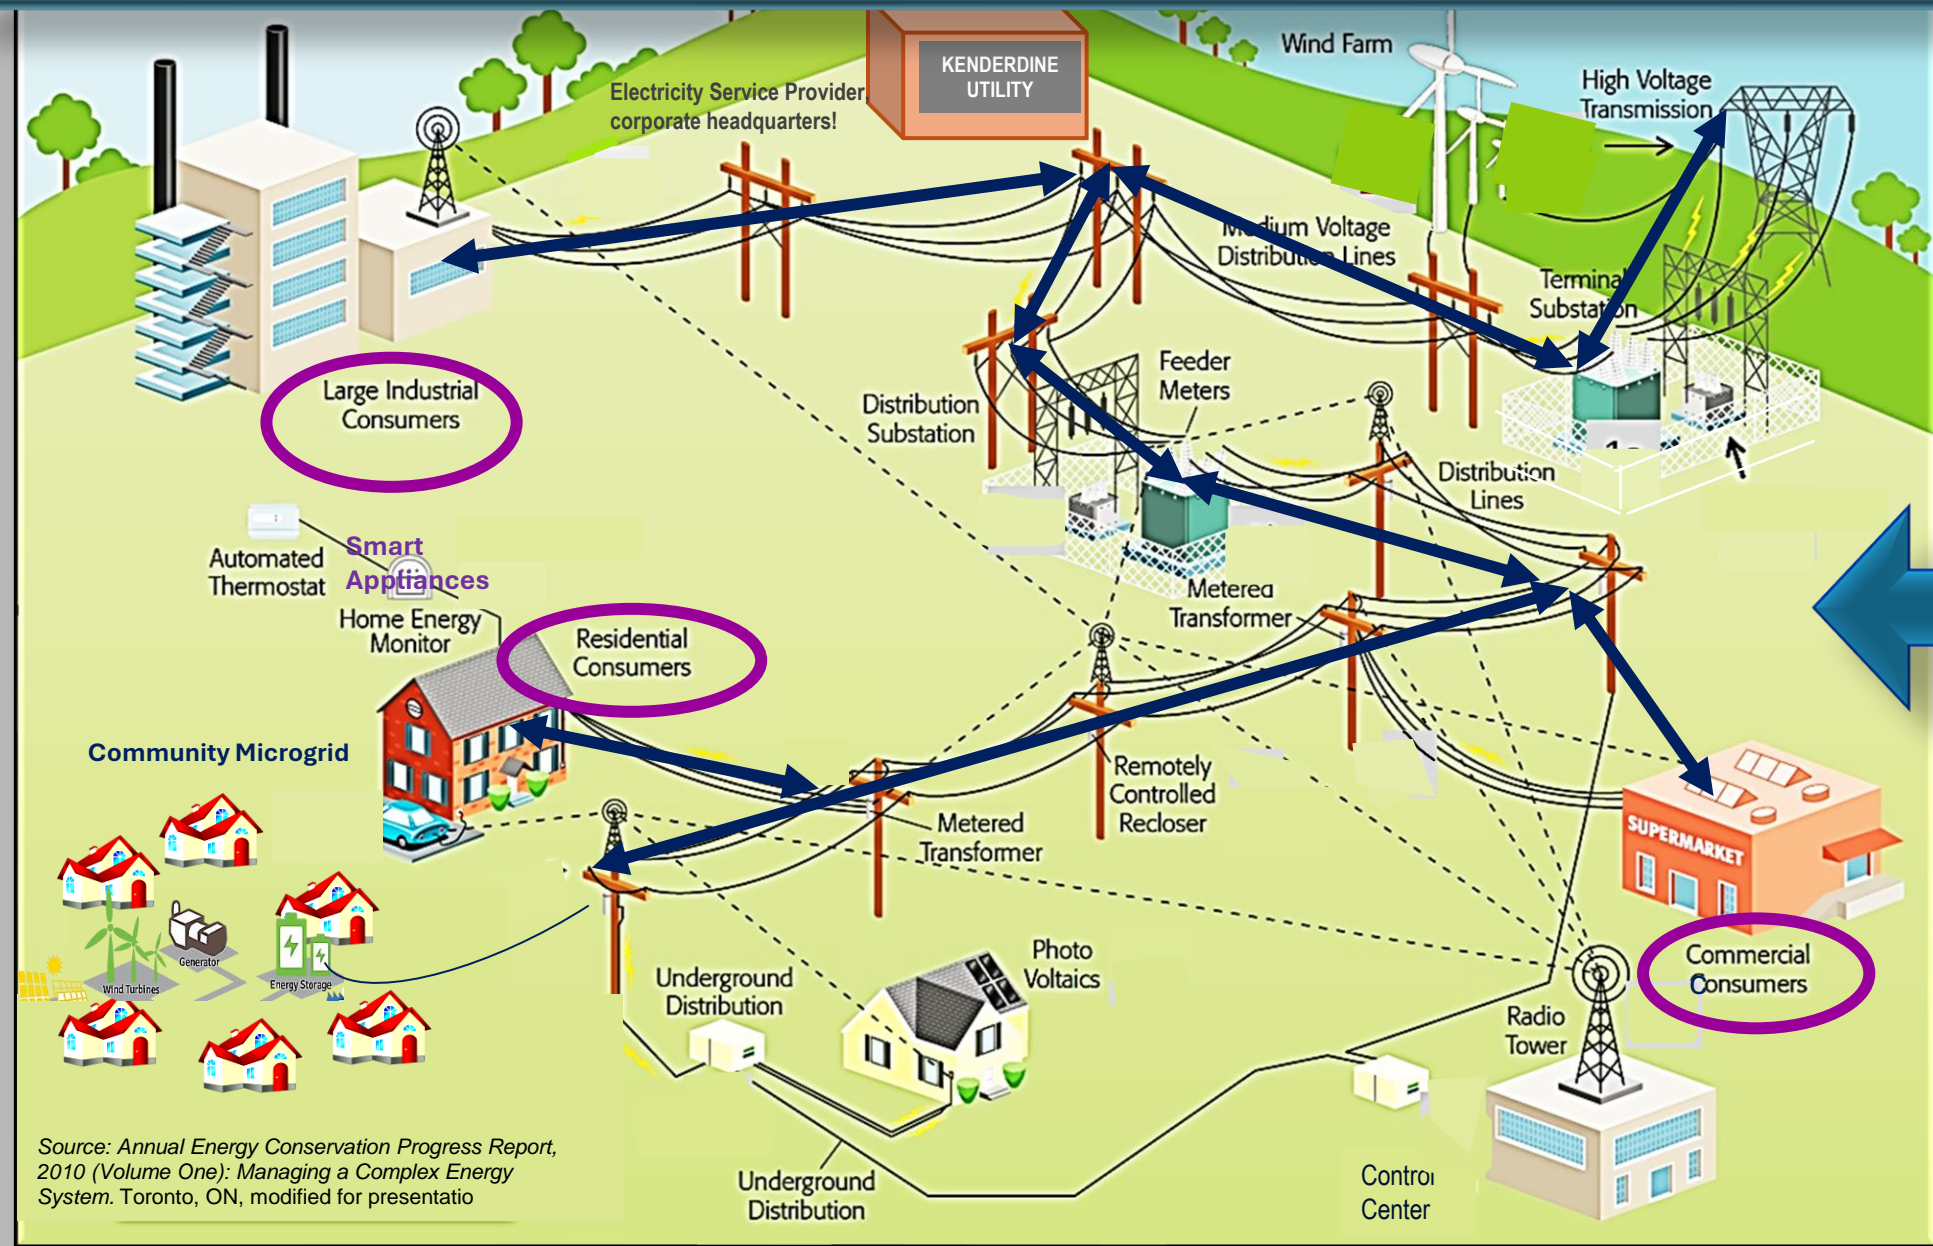 KENDERDINE
UTILITY
Electricity Service Provider,
corporate headquarters!
Wind Farm
High Voltage
Transmission
Medium Voltage
Distribution Lines
Terminal
Substation
Large Industrial
Consumers
Feeder
Meters
Distribution
Substation
Distribution
Lines
Automated
Thermostat
Smart
Appliances
Home Energy
Monitor
Residential
Consumers
Metered
Transformer
Community Microgrid
Remotely
Controlled
Recloser
Metered
Transformer
SUPERMARKET
Generator
Wind Turbines
Energy Storage
Underground
Distribution
Photo
Voltaics
Commercial
Consumers
Radio
Tower
Source: Annual Energy Conservation Progress Report,
2010 (Volume One): Managing a Complex Energy
System. Toronto, ON, modified for presentatio
Underground
Distribution
Control
Center